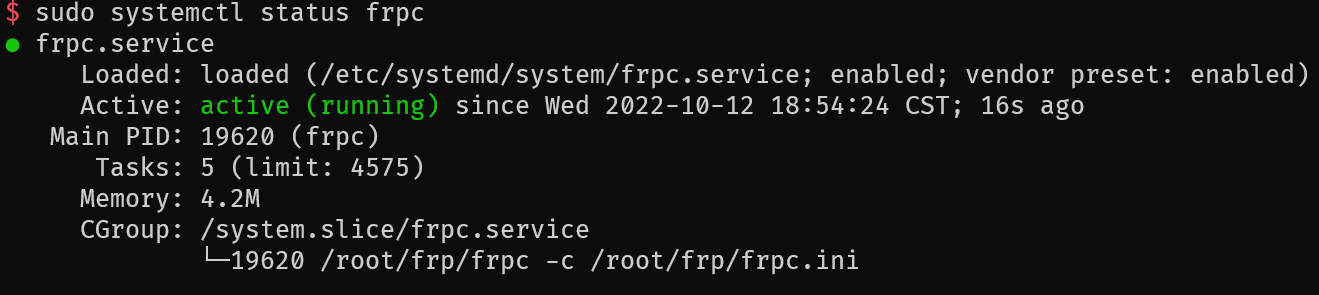 $ sudo systemctl status frpc
● frpc.service
     Loaded: loaded (/etc/systemd/system/frpc.service; enabled; vendor preset: enabled)
     Active: active (running) since Wed 2022-10-12 18:54:24 CST; 16s ago
   Main PID: 19620 (frpc)
      Tasks: 5 (limit: 4575)
     Memory: 4.2M
     CGroup: /system.slice/frpc.service
             └─19620 /root/frp/frpc -c /root/frp/frpc.ini